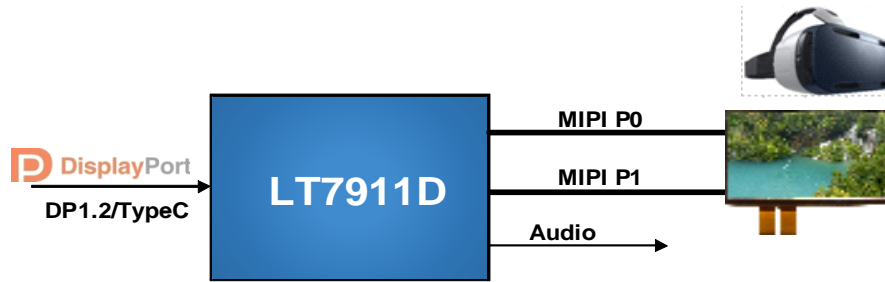 MIPI P0
DisplayPort
LT7911D
MIPI P1
DP1.2/TypeC
Audio